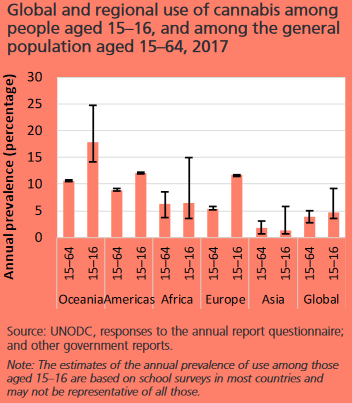 Global and regional use of cannabis among
people aged 15–16, and among the general
population aged 15–64, 2017
Annual prevalence (percentage)
30
25
20
15
10
5
0
15–64 15–16 15–64 15–16 15–64 15–16 15–64 15–16 15–64 15–16 15–64 15–16
Oceania Americas Africa Europe Asia Global
Source: UNODC, responses to the annual report questionnaire;
and other government reports.
Note: The estimates of the annual prevalence of use among those
aged 15–16 are based on school surveys in most countries and
may not be representative of all those.